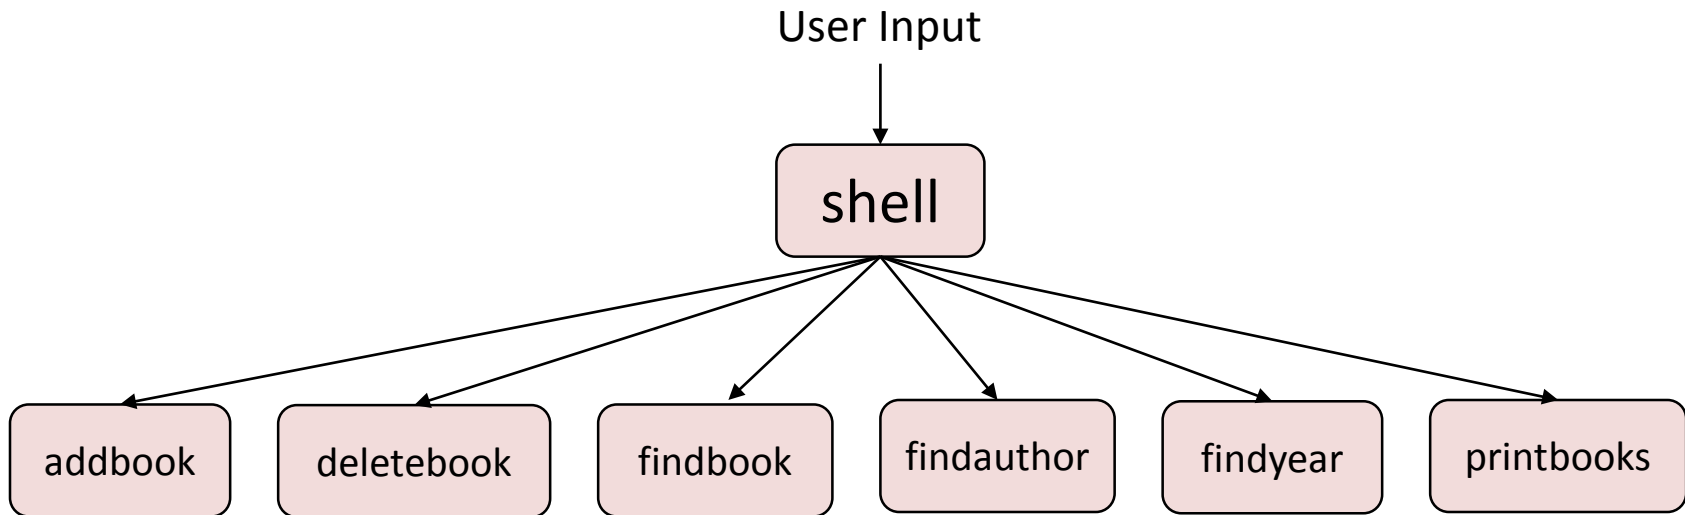 User Input
shell
addbook
deletebook
findbook
findauthor
findyear
printbooks